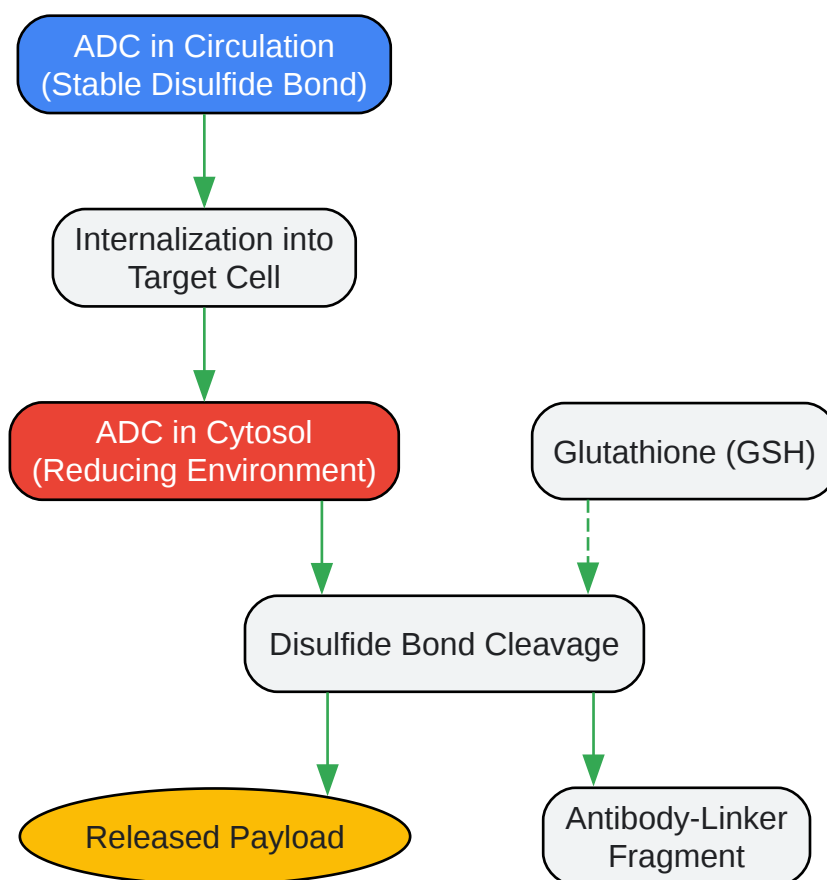 ADC in Circulation
(Stable Disulfide Bond)
Internalization into
Target Cell
ADC in Cytosol
(Reducing Environment)
Glutathione (GSH)
Disulfide Bond Cleavage
Released Payload
Antibody-Linker
Fragment